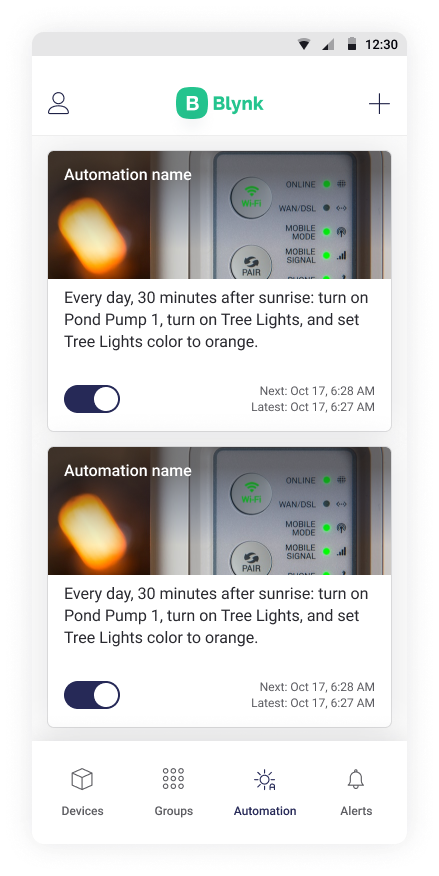 12:30
B Blynk
Automation name
Wi-Fi
ONLINE
WAN/DSL
MOBILE
MODE
MOBILE
SIGNAL
PAIR
Every day, 30 minutes after sunrise: turn on
Pond Pump 1, turn on Tree Lights, and set
Tree Lights color to orange.
Next: Oct 17, 6:28 AM
Latest: Oct 17, 6:27 AM
Automation name
Wi-Fi
ONLINE
WAN/DSL
MOBILE
MODE
MOBILE
SIGNAL
PAIR
Every day, 30 minutes after sunrise: turn on
Pond Pump 1, turn on Tree Lights, and set
Tree Lights color to orange.
Next: Oct 17, 6:28 AM
Latest: Oct 17, 6:27 AM
Devices
Groups
Automation
Alerts